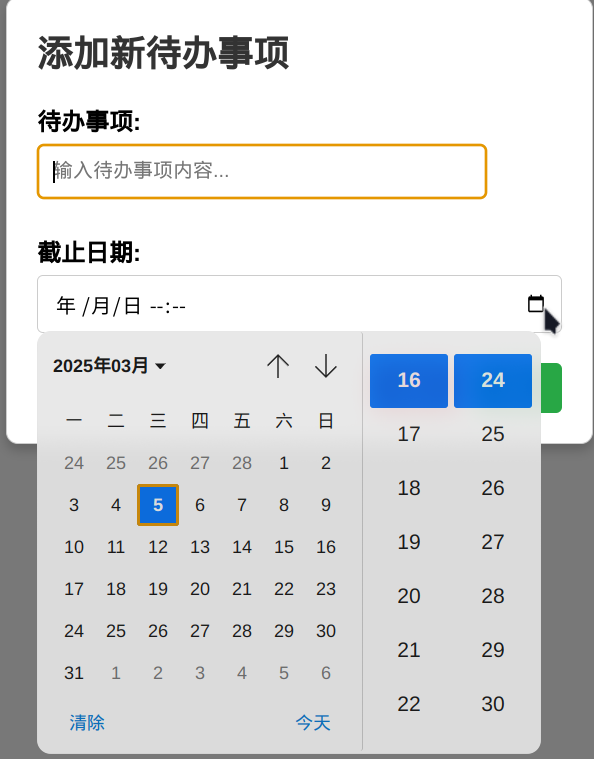 添加新待办事项
待办事项:
输入待办事项内容...
截止日期:
年 /月/日 --:--
2025年03月
一 二 三 四 五 六 日
24 25 26 27 28 1 2
3 4 5 6 7 8 9
10 11 12 13 14 15 16
17 18 19 20 21 22 23
24 25 26 27 28 29 30
31 1 2 3 4 5 6
清除 今天
16 24
17 25
18 26
19 27
20 28
21 29
22 30